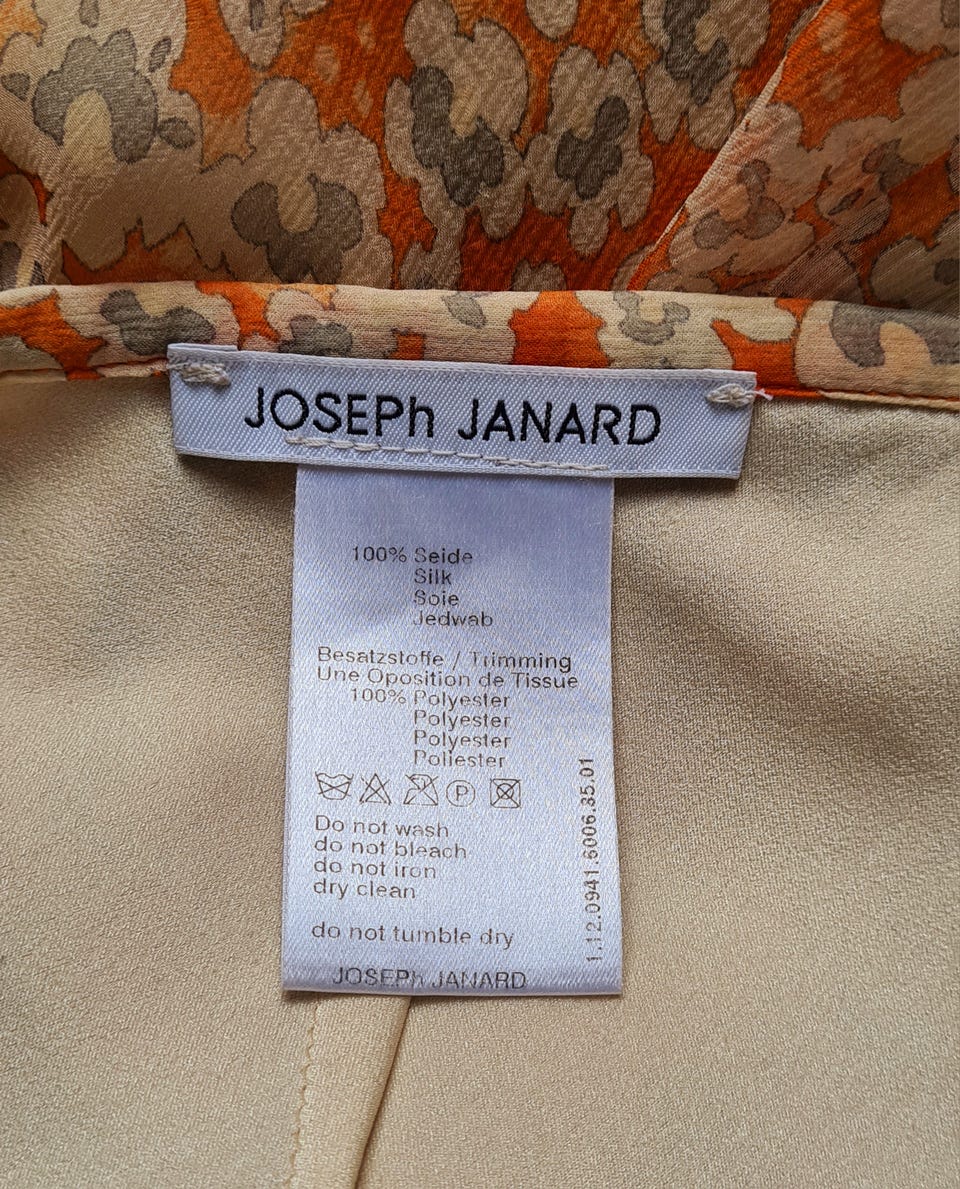 JOSEPh JANARD
100% Seide
Silk
Soie
Jedwab
Besatzstoffe / Trimming
Une Oposition de Tissue
100% Polyester
Polyester
Polyester
Poliester
P
Do not wash
do not bleach
do not iron
dry clean
do not tumble dry
JOSEPh JANARD
1.12.0941.6006.85.01